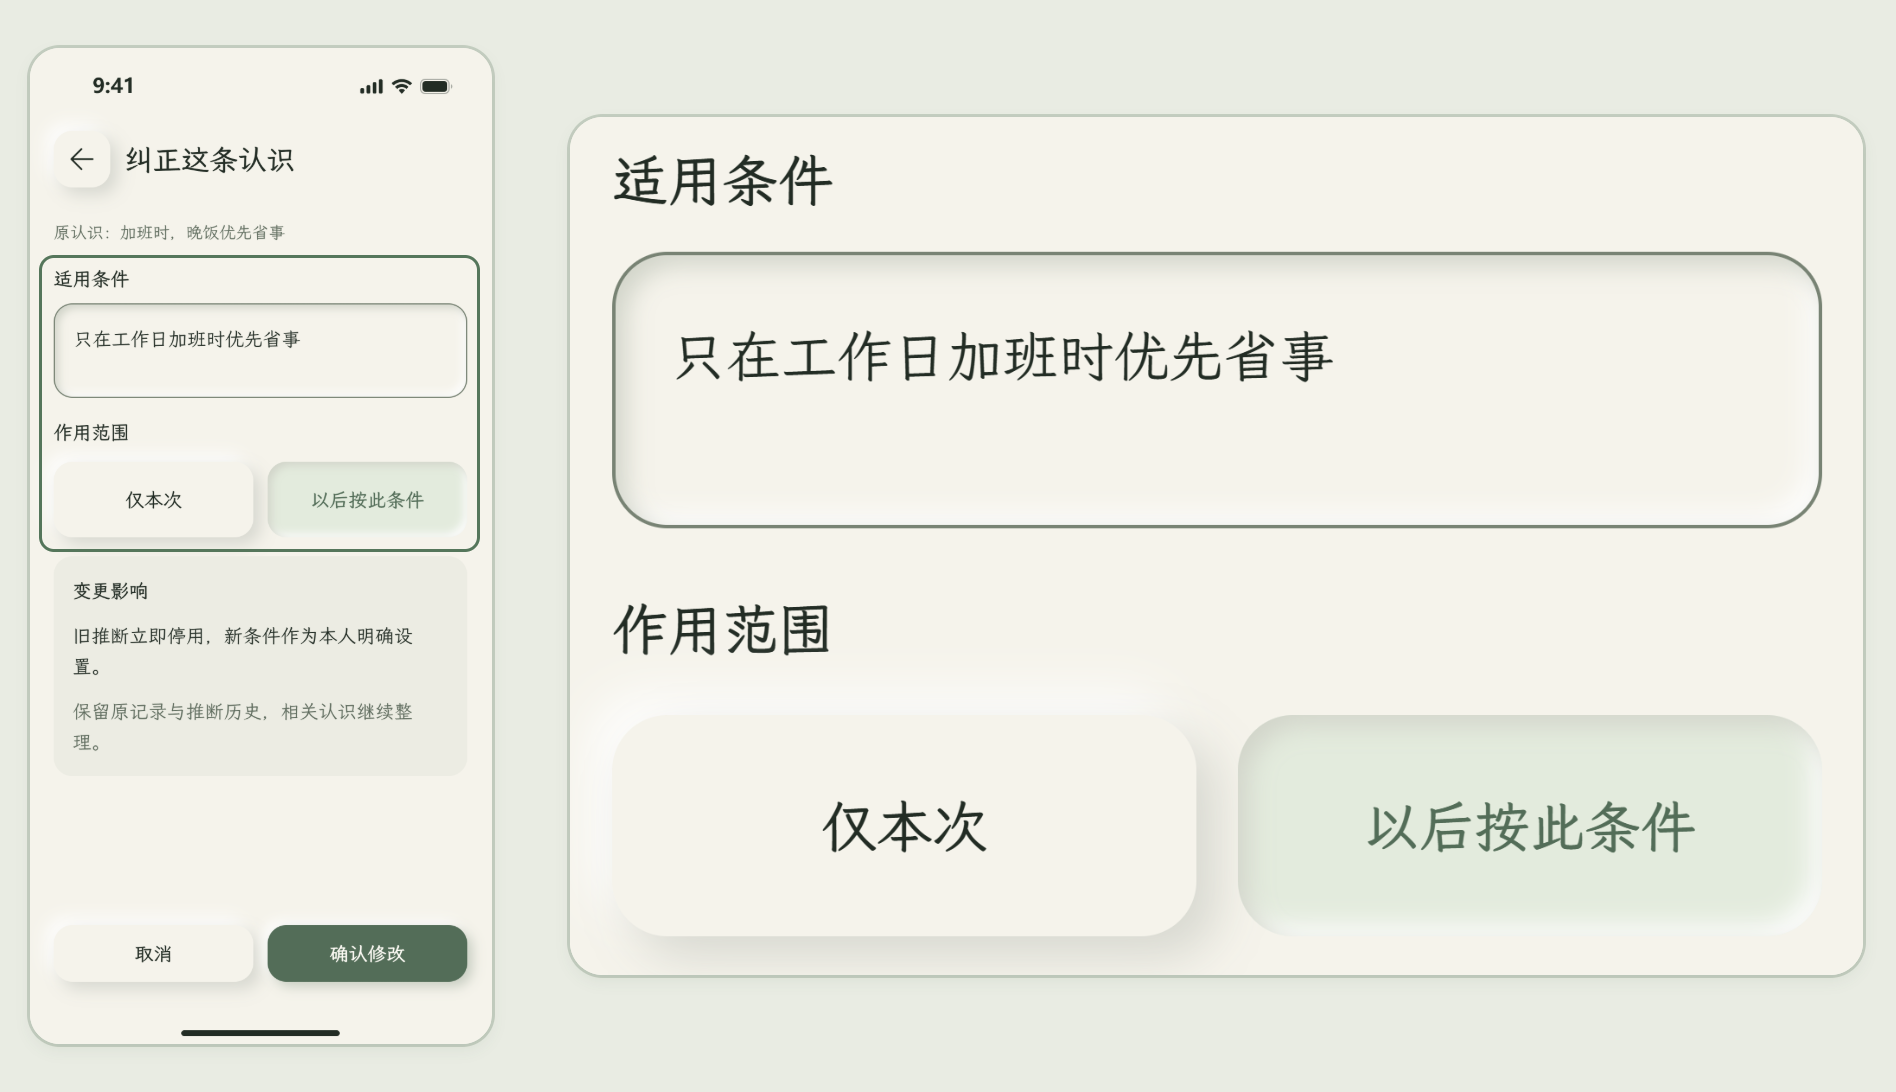 9:41
纠正这条认识
原认识：加班时，晚饭优先省事
适用条件
只在工作日加班时优先省事
作用范围
仅本次
以后按此条件
变更影响
旧推断立即停用，新条件作为本人明确设
置。
保留原记录与推断历史，相关认识继续整
理。
取消
确认修改
适用条件
只在工作日加班时优先省事
作用范围
仅本次
以后按此条件